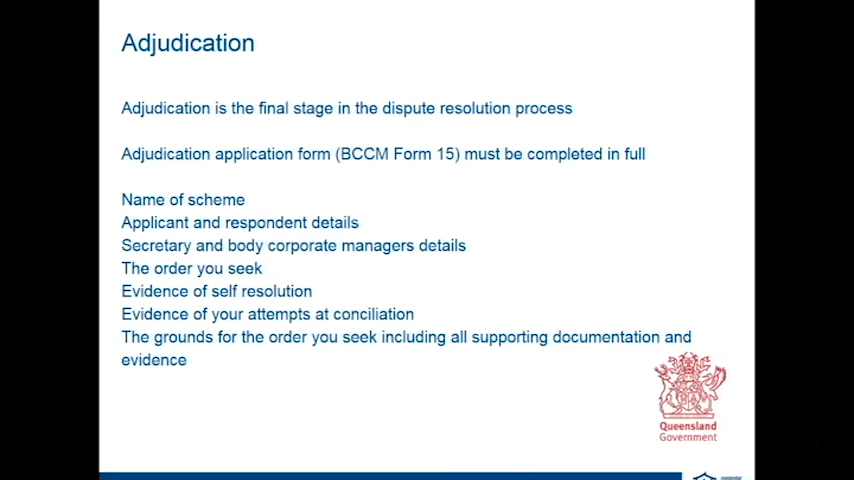 Adjudication
Adjudication is the final stage in the dispute resolution process
Adjudication application form (BCCM Form 15) must be completed in full
Name of scheme
Applicant and respondent details
Secretary and body corporate managers details
The order you seek
Evidence of self resolution
Evidence of your attempts at conciliation
The grounds for the order you seek including all supporting documentation and
evidence
Queensland
Government